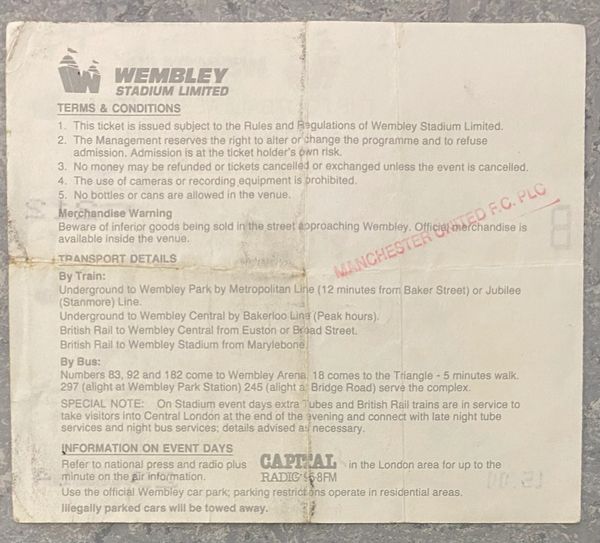 WEMBLEY
STADIUM LIMITED
TERMS & CONDITIONS
1. This ticket is issued subject to the Rules and Regulations of Wembley Stadium Limited.
2. The Management reserves the right to alter or change the programme and to refuse
admission. Admission is at the ticket holder's own risk.
3. No money may be refunded or tickets cancelled or exchanged unless the event is cancelled.
4. The use of cameras or recording equipment is prohibited.
5. No bottles or cans are allowed in the venue.
Merchandise Warning
Beware of inferior goods being sold in the street approaching Wembley. Official merchandise is
available inside the venue.
MANCHESTER UNITED F.C. PLC
TRANSPORT DETAILS
By Train:
Underground to Wembley Park by Metropolitan Line (12 minutes from Baker Street) or Jubilee
(Stanmore) Line.
Underground to Wembley Central by Bakerloo Line (Peak hours).
British Rail to Wembley Central from Euston or Broad Street.
British Rail to Wembley Stadium from Marylebone.
By Bus:
Numbers 83, 92 and 182 come to Wembley Arena. 18 comes to the Triangle - 5 minutes walk.
297 (alight at Wembley Park Station) 245 (alight at Bridge Road) serve the complex.
SPECIAL NOTE: On Stadium event days extra Tubes and British Rail trains are in service to
take visitors into Central London at the end of the evening and connect with late night tube
services and night bus services; details advised as necessary.
INFORMATION ON EVENT DAYS
Refer to national press and radio plus CAPITAL RADIO 95·8FM in the London area for up to the
minute on the air information.
Use the official Wembley car park; parking restrictions operate in residential areas.
Illegally parked cars will be towed away.